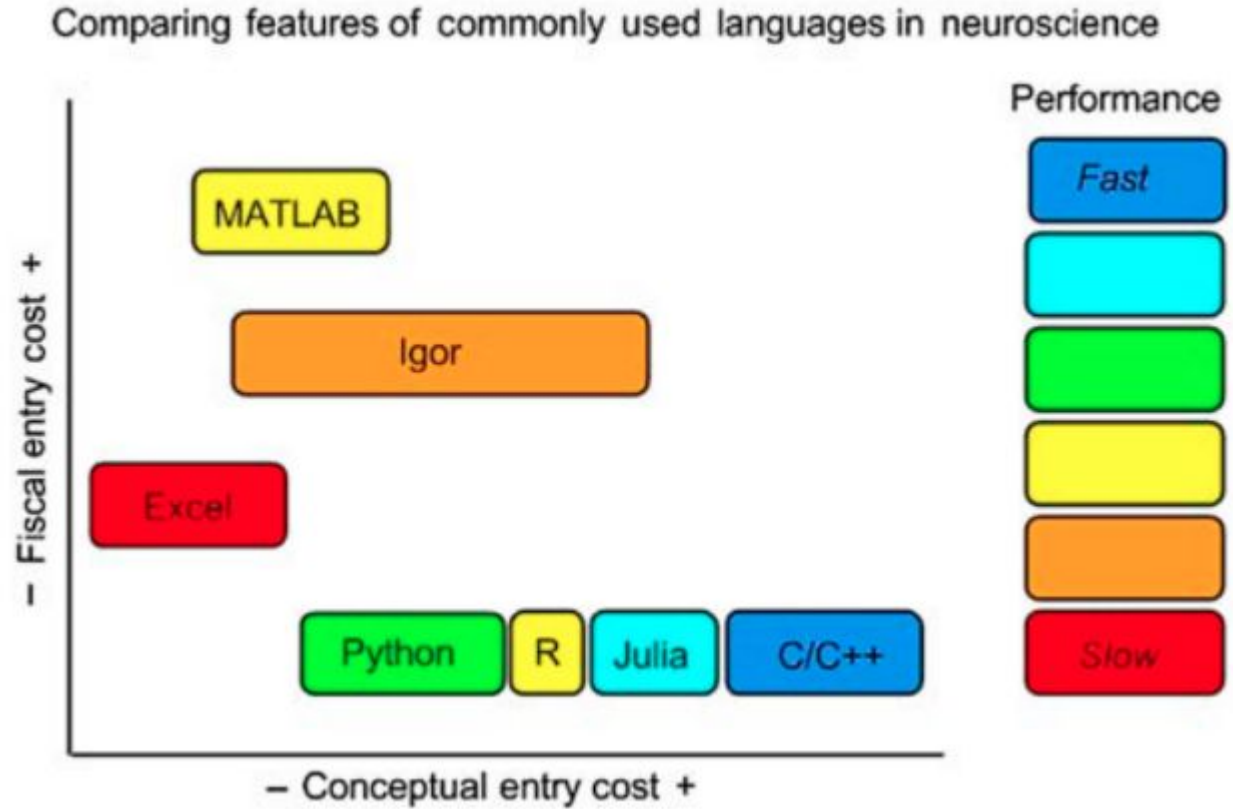 Comparing features of commonly used languages in neuroscience
Performance
Fast
MATLAB
Igor
Excel
Python
R
Julia
C/C++
Slow
– Fiscal entry cost +
– Conceptual entry cost +